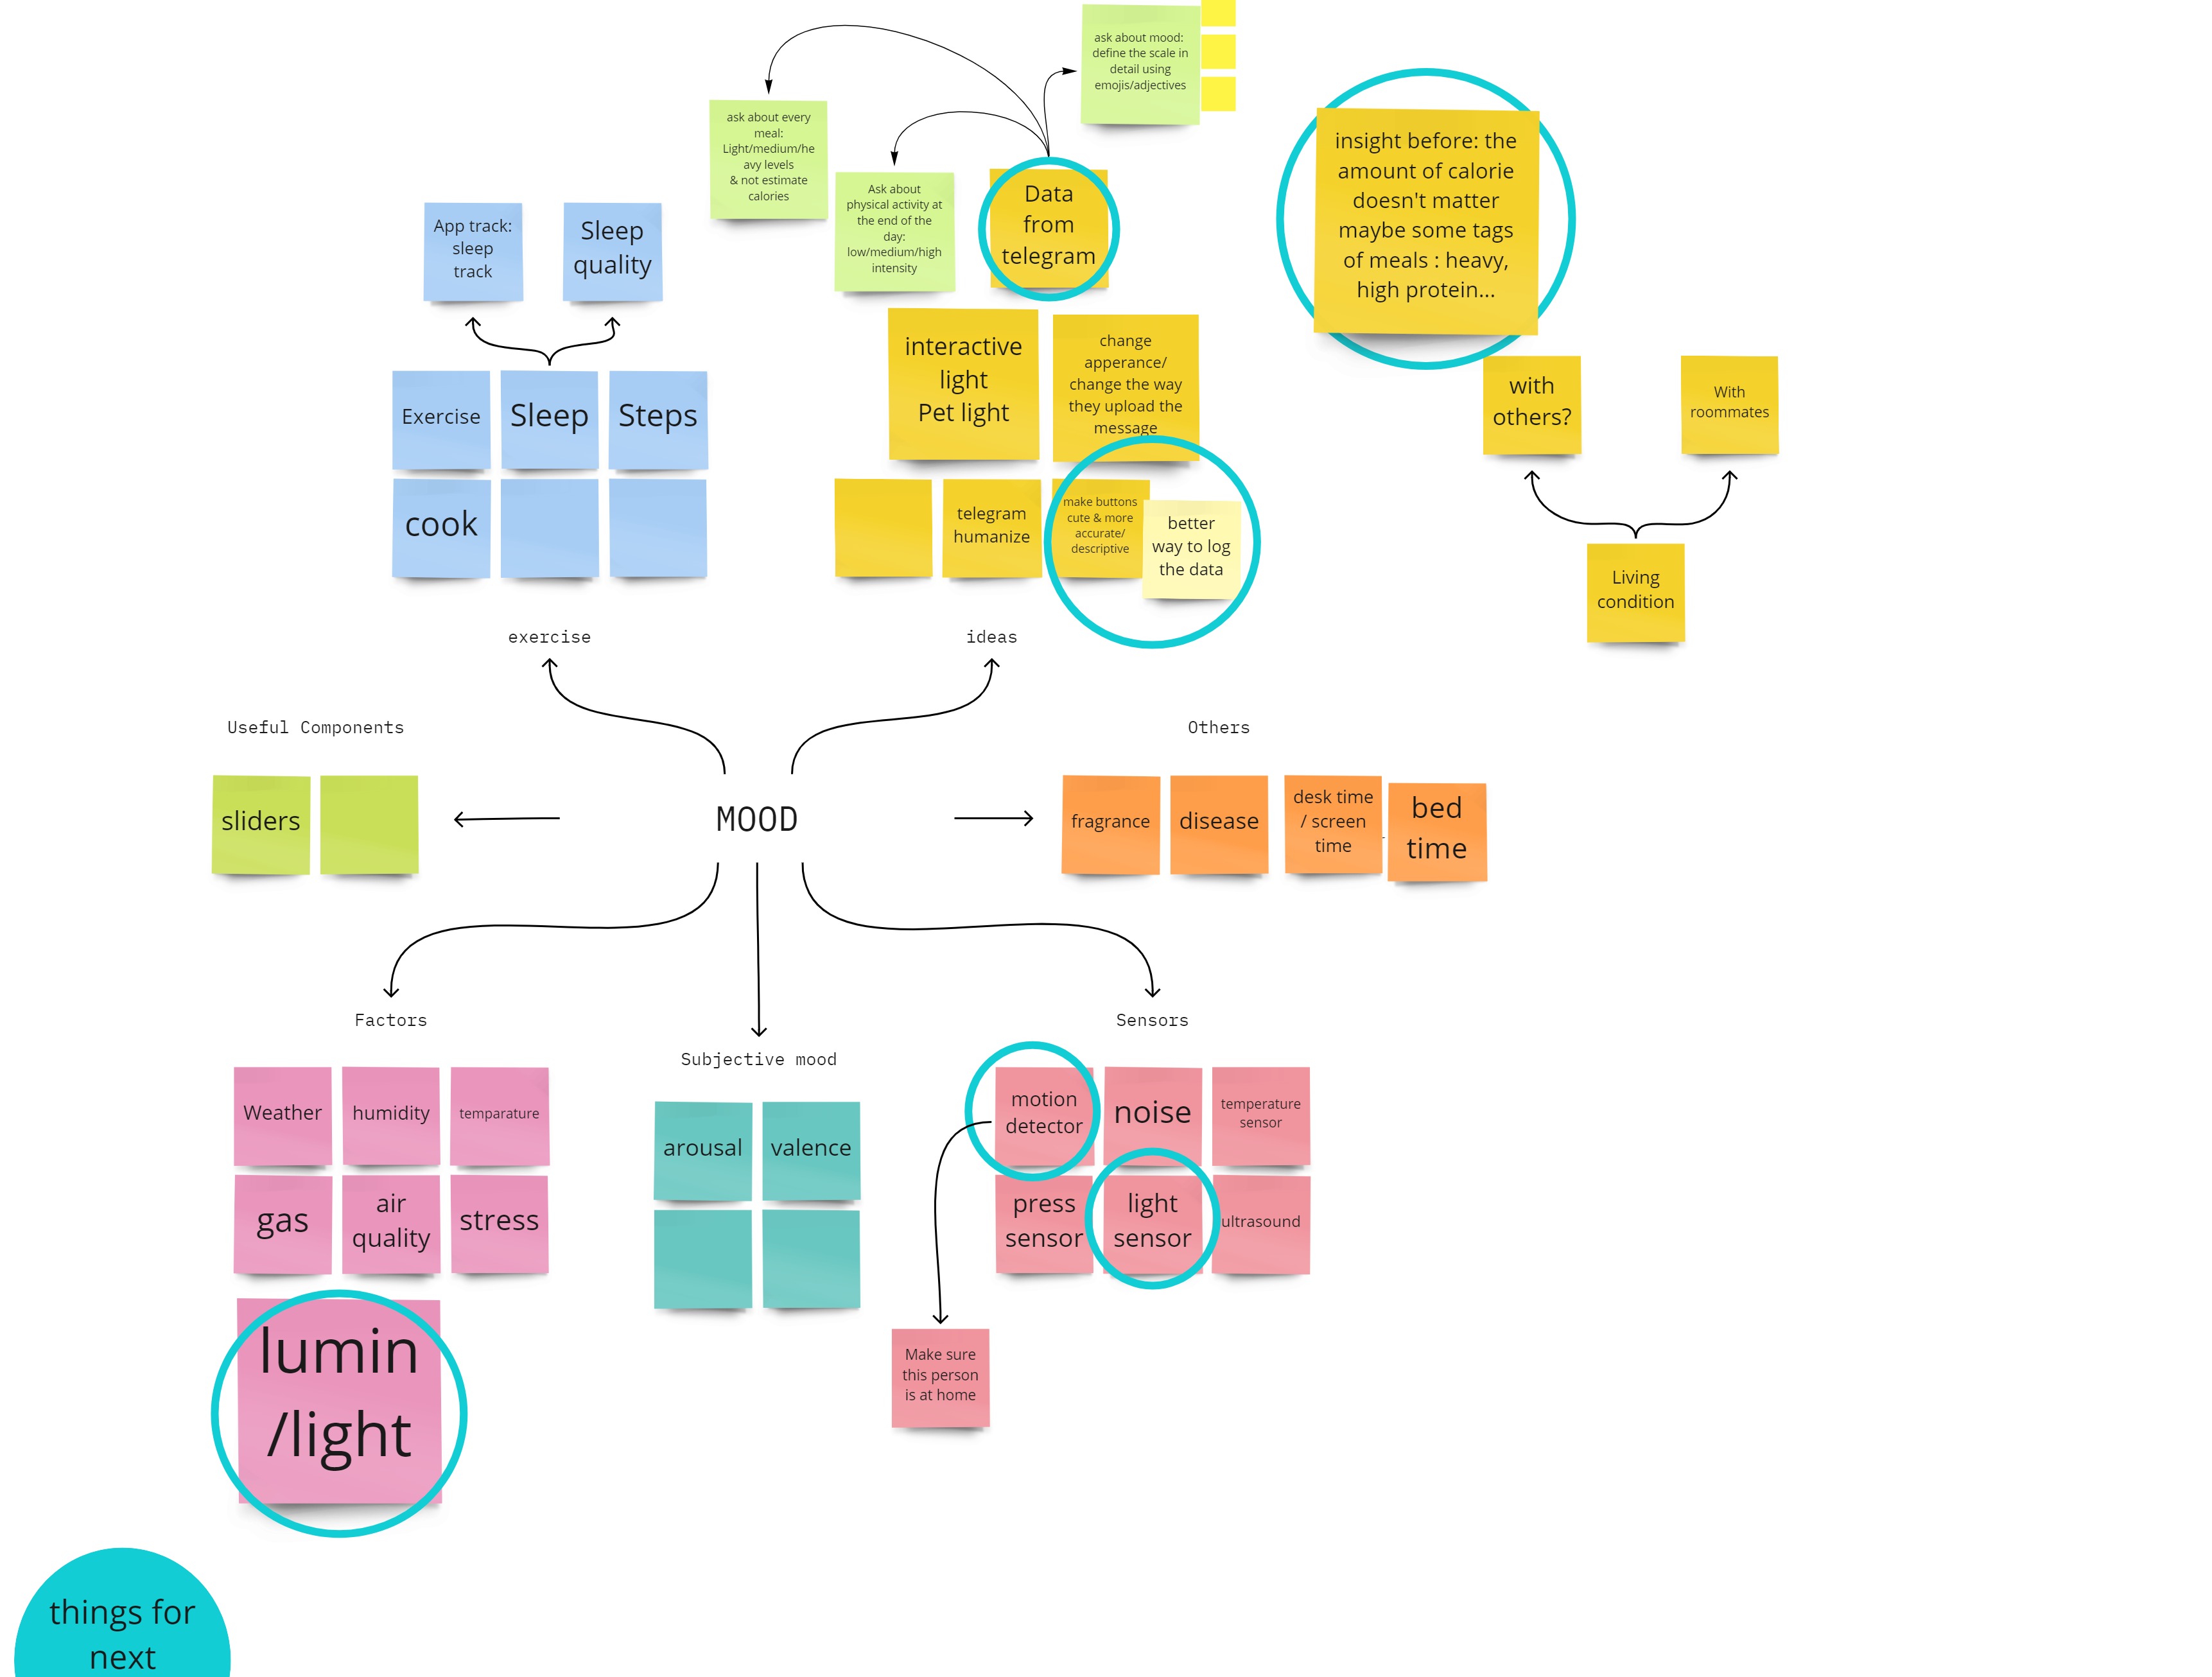 ask about mood:
define the scale in
detail using
emojis/adjectives
ask about every
meal:
Light/medium/he
avy levels
& not estimate
calories
Ask about
physical activity at
the end of the
day:
low/medium/high
intensity
Data
from
telegram
insight before: the
amount of calorie
doesn't matter
maybe some tags
of meals : heavy,
high protein...
App track:
sleep
track
Sleep
quality
Exercise
Sleep
Steps
cook
interactive
light
Pet light
change
apperance/
change the way
they upload the
message
telegram
humanize
make buttons
cute & more
accurate/
descriptive
better
way to log
the data
with
others?
With
roommates
Living
condition
exercise
ideas
Useful Components
Others
sliders
MOOD
fragrance
disease
desk time
/ screen
time
bed
time
Factors
Subjective mood
Sensors
Weather
humidity
temparature
gas
air
quality
stress
lumin
/light
arousal
valence
motion
detector
noise
temperature
sensor
press
sensor
light
sensor
ultrasound
Make sure
this person
is at home
things for
next